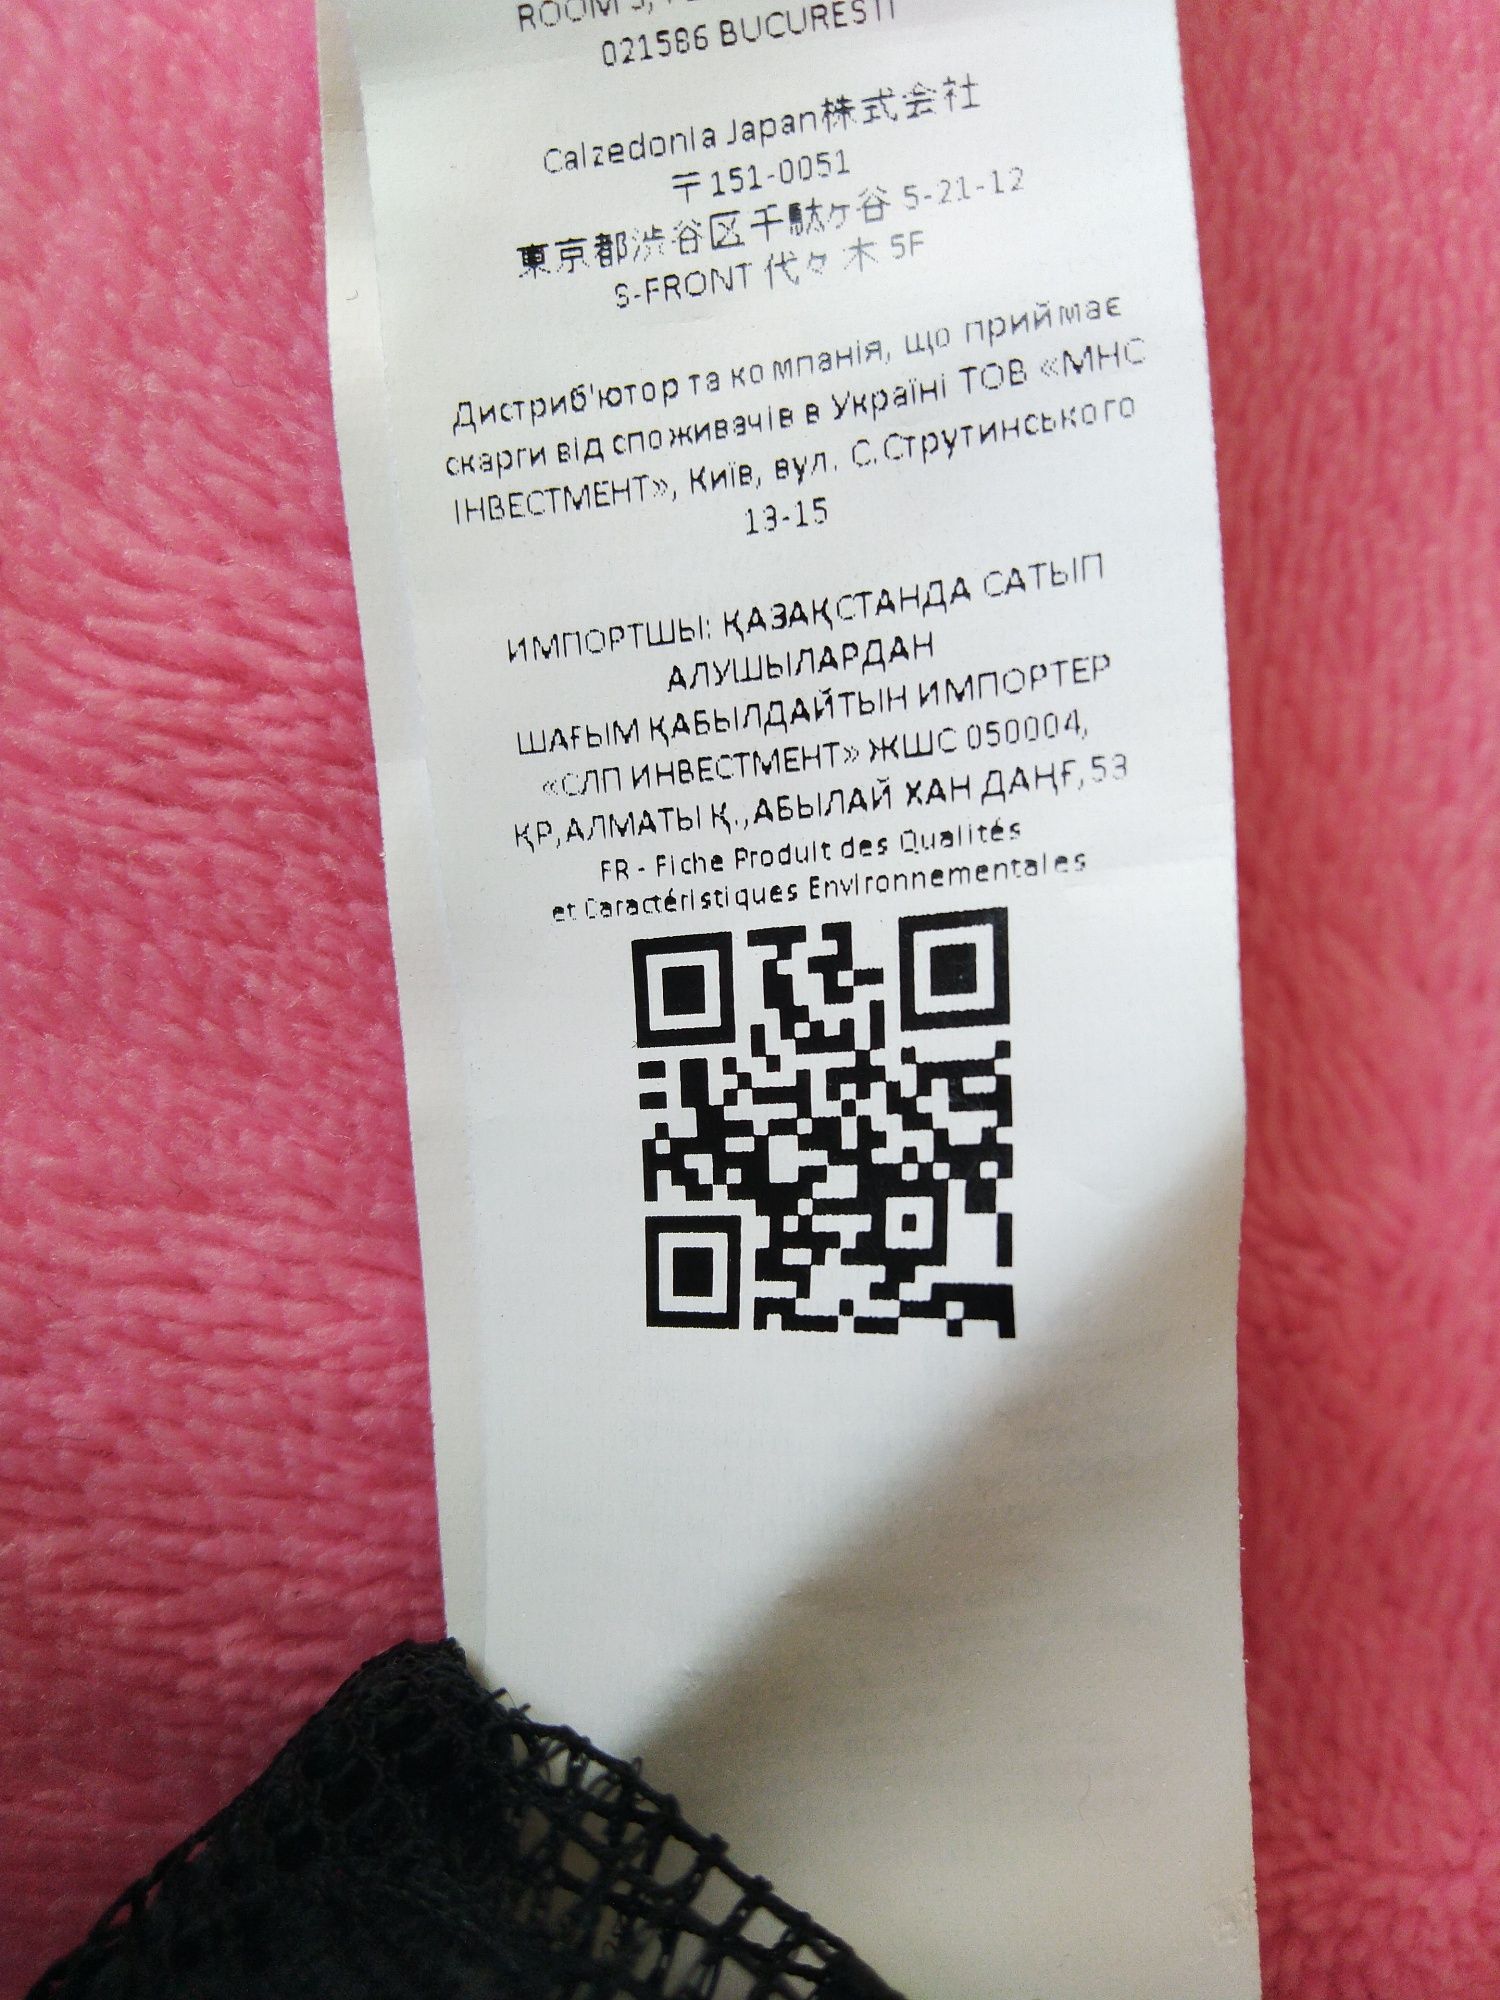 ROOM
021586 BUCURESTI
Calzedonia Japan株式会社
〒151-0051
東京都渋谷区千駄ヶ谷 5-21-12
S-FRONT 代々木 5F
Дистриб'ютор та компанія, що приймає
скарги від споживачів в Україні ТОВ «МНС
ІНВЕСТМЕНТ», Київ, вул. С.Струтинського
13-15
ИМПОРТШЫ: ҚАЗАҚСТАНДА САТЫП
АЛУШЫЛАРДАН
ШАҒЫМ ҚАБЫЛДАЙТЫН ИМПОРТЕР
«СЛП ИНВЕСТМЕНТ» ЖШС 050004,
ҚР,АЛМАТЫ Қ.,АБЫЛАЙ ХАН ДАҢҒ,53
FR - Fiche Produit des Qualités
et Caractéristiques Environnementales